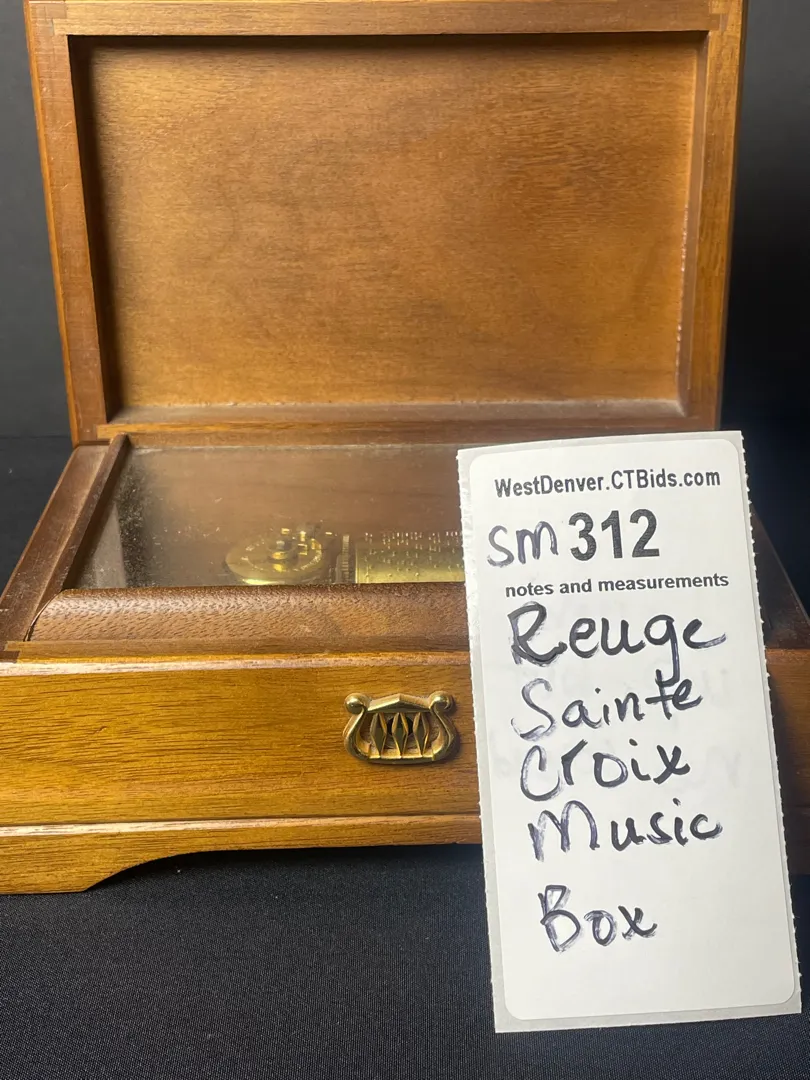 WestDenver.CTBids.com
sm 312
notes and measurements
Reuge
Sainte
Croix
Music
Box